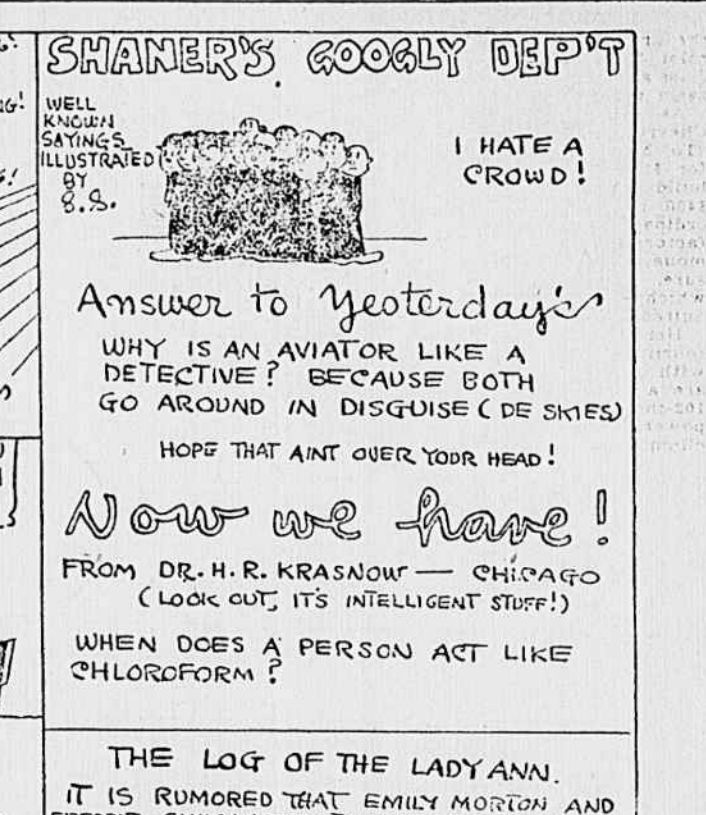 SHANER'S GOOGLY DEP'T
WELL
KNOWN
SAYINGS
ILLUSTRATED
BY
S.S.
I HATE A
CROWD!
Answer to Yesterday's
WHY IS AN AVIATOR LIKE A
DETECTIVE? BECAUSE BOTH
GO AROUND IN DISGUISE (DE SKIES)
HOPE THAT AINT OVER YOUR HEAD!
Now we have!
FROM DR. H. R. KRASNOW — CHICAGO
(LOOK OUT, IT'S INTELLIGENT STUFF!)
WHEN DOES A PERSON ACT LIKE
CHLOROFORM?
THE LOG OF THE LADY ANN.
IT IS RUMORED THAT EMILY MORTON AND